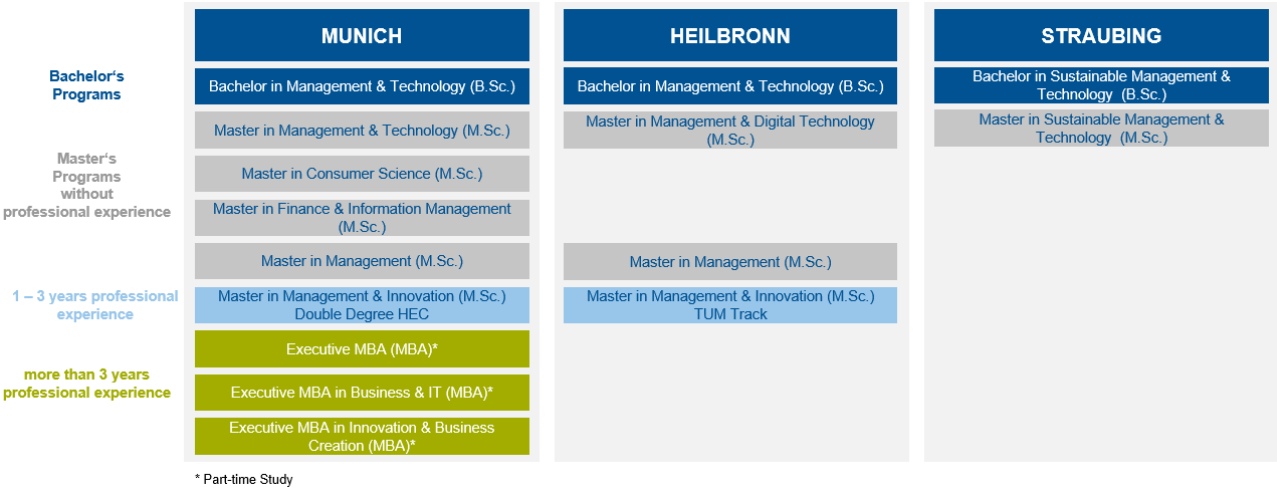 MUNICH
HEILBRONN
STRAUBING
Bachelor‘s
Programs
Bachelor in Management & Technology (B.Sc.)
Bachelor in Management & Technology (B.Sc.)
Bachelor in Sustainable Management &
Technology (B.Sc.)
Master‘s
Programs
without
professional experience
Master in Management & Technology (M.Sc.)
Master in Management & Digital Technology
(M.Sc.)
Master in Sustainable Management &
Technology (M.Sc.)
Master in Consumer Science (M.Sc.)
Master in Finance & Information Management
(M.Sc.)
Master in Management (M.Sc.)
Master in Management (M.Sc.)
1 – 3 years professional
experience
Master in Management & Innovation (M.Sc.)
Double Degree HEC
Master in Management & Innovation (M.Sc.)
TUM Track
more than 3 years
professional experience
Executive MBA (MBA)*
Executive MBA in Business & IT (MBA)*
Executive MBA in Innovation & Business
Creation (MBA)*
* Part-time Study